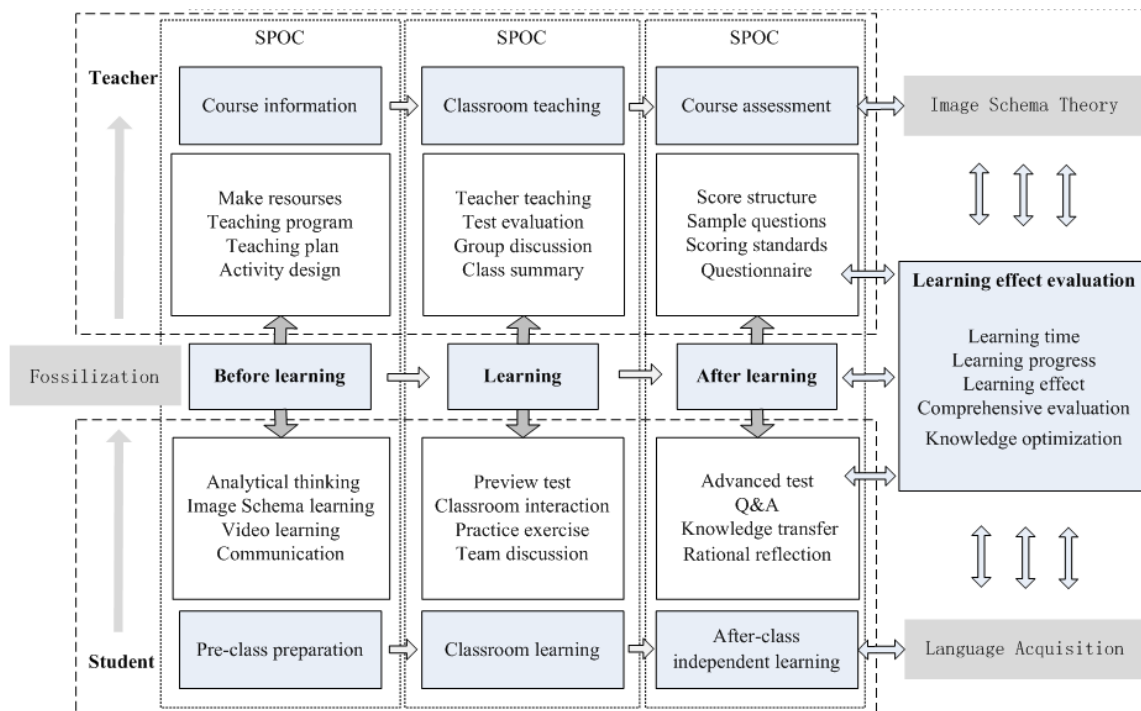 SPOC
SPOC
SPOC
Teacher
Course information
Classroom teaching
Course assessment
Image Schema Theory
Make resourses
Teaching program
Teaching plan
Activity design
Teacher teaching
Test evaluation
Group discussion
Class summary
Score structure
Sample questions
Scoring standards
Questionnaire
Learning effect evaluation
Learning time
Learning progress
Learning effect
Comprehensive evaluation
Knowledge optimization
Fossilization
Before learning
Learning
After learning
Analytical thinking
Image Schema learning
Video learning
Communication
Preview test
Classroom interaction
Practice exercise
Team discussion
Advanced test
Q&A
Knowledge transfer
Rational reflection
Student
Pre-class preparation
Classroom learning
After-class
independent learning
Language Acquisition